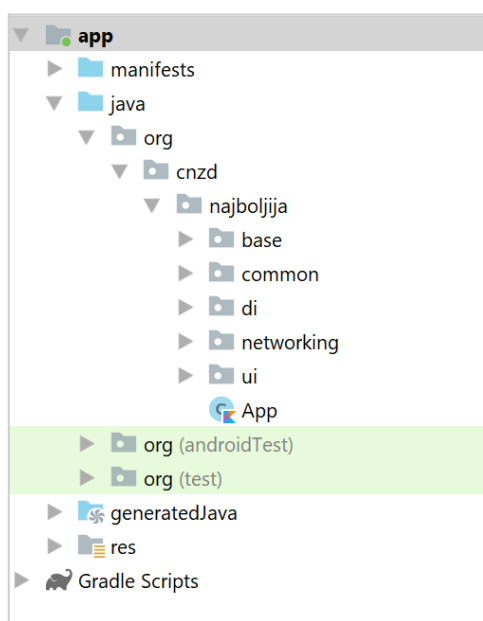 app
manifests
java
org
cnzd
najboljija
base
common
di
networking
ui
App
org (androidTest)
org (test)
generatedJava
res
Gradle Scripts